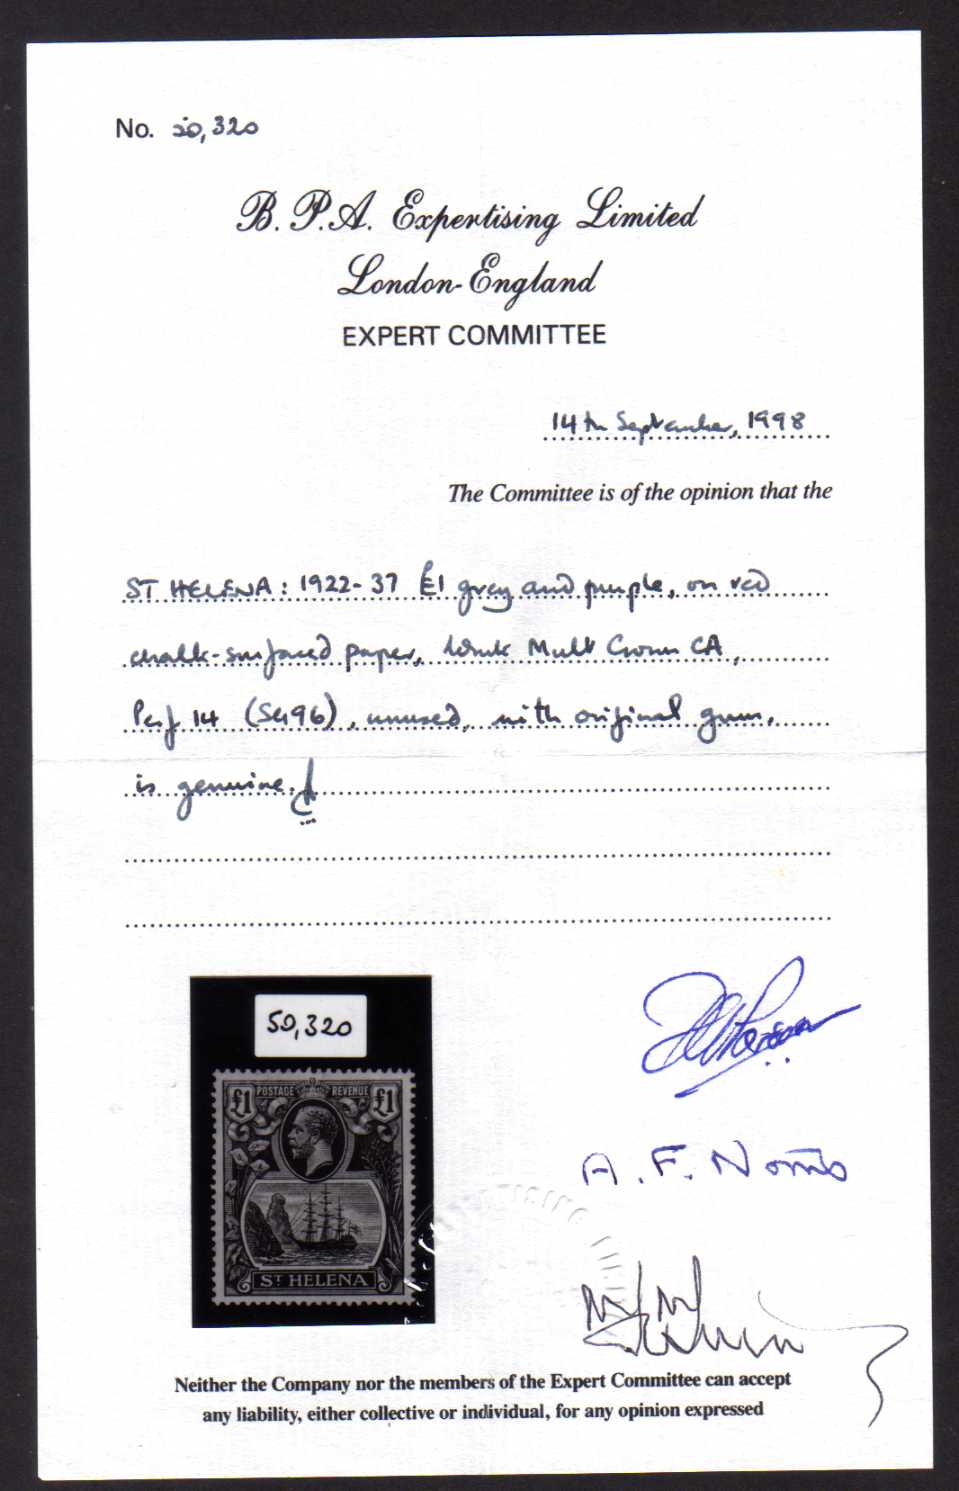 No. 50,320
B. P. A. Expertising Limited
London-England
EXPERT COMMITTEE
14th September, 1998
The Committee is of the opinion that the
ST HELENA: 1922-37 £1 grey and purple, on red
chalk-surfaced paper, Wmk Mult Crown CA,
Perf 14 (SG96), unused, with original gum,
is genuine.
50,320
£1 POSTAGE REVENUE £1
ST HELENA
A. F. Norris
Neither the Company nor the members of the Expert Committee can accept
any liability, either collective or individual, for any opinion expressed